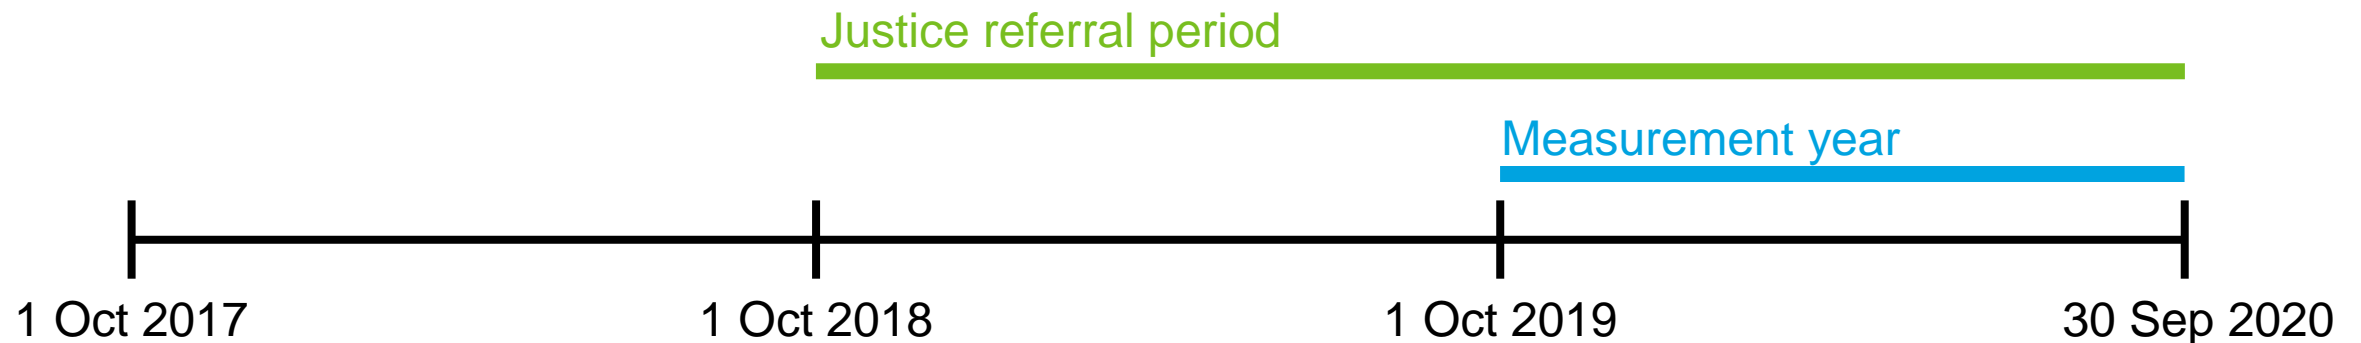 Justice referral period
Measurement year
1 Oct 2017
1 Oct 2018
1 Oct 2019
30 Sep 2020